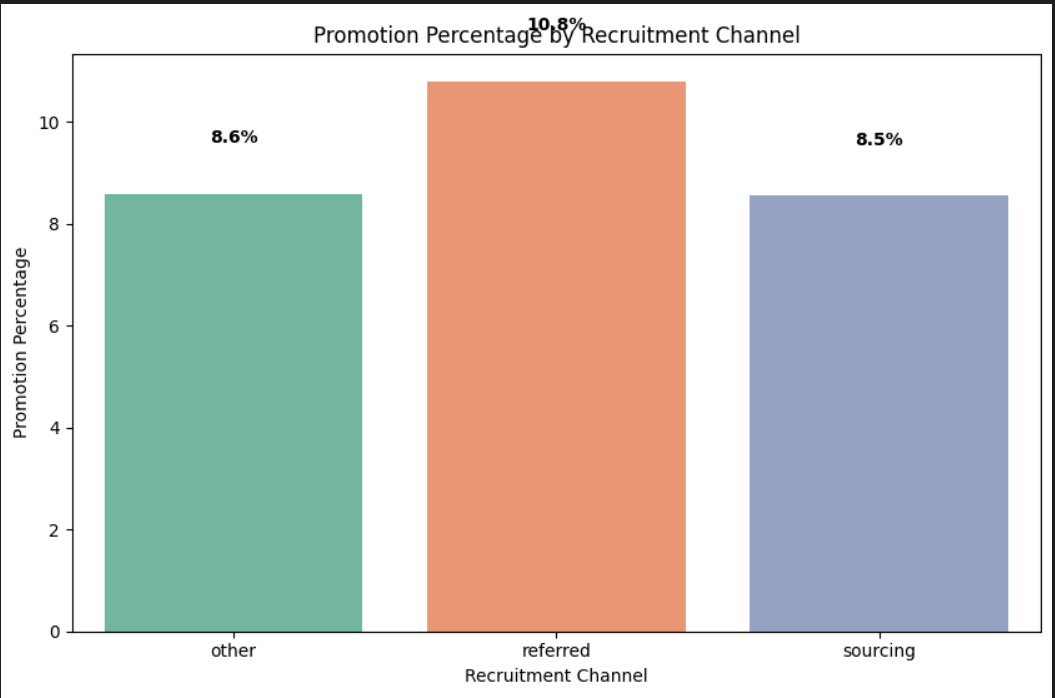 10.8%
Promotion Percentage by Recruitment Channel
8.6%
8.5%
10
8
6
4
2
0
Promotion Percentage
other
referred
sourcing
Recruitment Channel